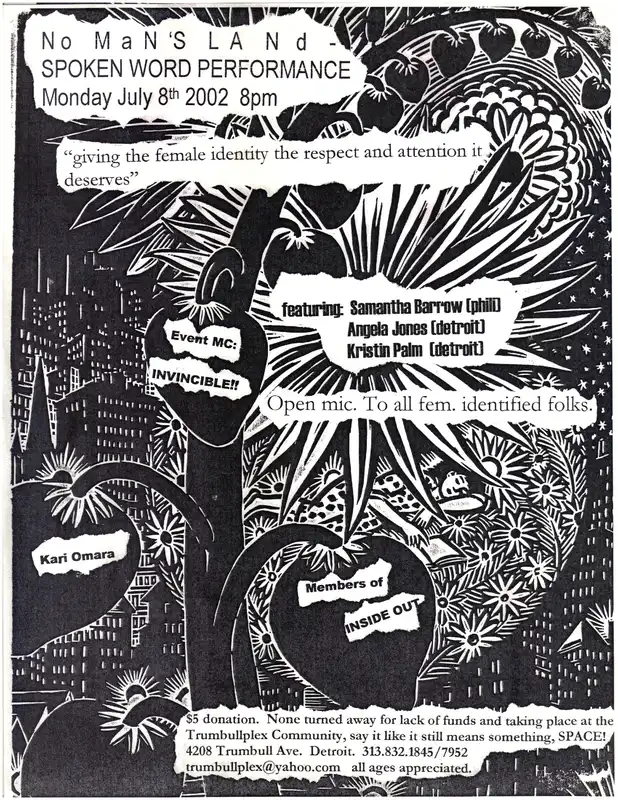 No MaN'S LANd -
SPOKEN WORD PERFORMANCE
Monday July 8th 2002 8pm
"giving the female identity the respect and attention it
deserves"
featuring: Samantha Barrow (phili)
Angela Jones (detroit)
Kristin Palm (detroit)
Event MC:
INVINCIBLE!!
Open mic. To all fem. identified folks.
Kari Omara
Members of
INSIDE OUT
$5 donation. None turned away for lack of funds and taking place at the
Trumbullplex Community, say it like it still means something, SPACE!
4208 Trumbull Ave. Detroit. 313.832.1845/7952
trumbullplex@yahoo.com all ages appreciated.